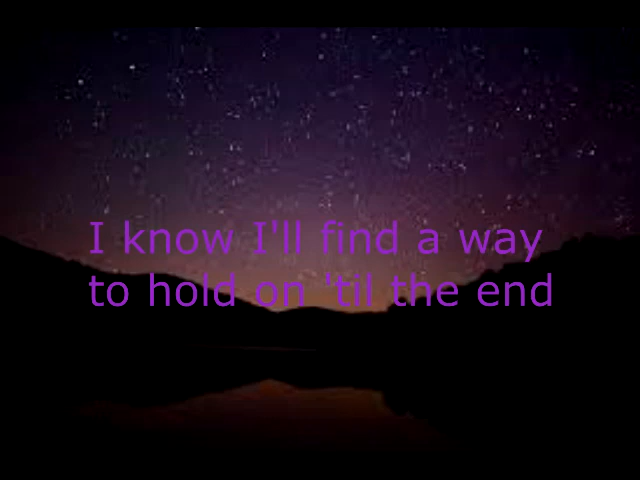 I know I'll find a way
to hold on 'til the end